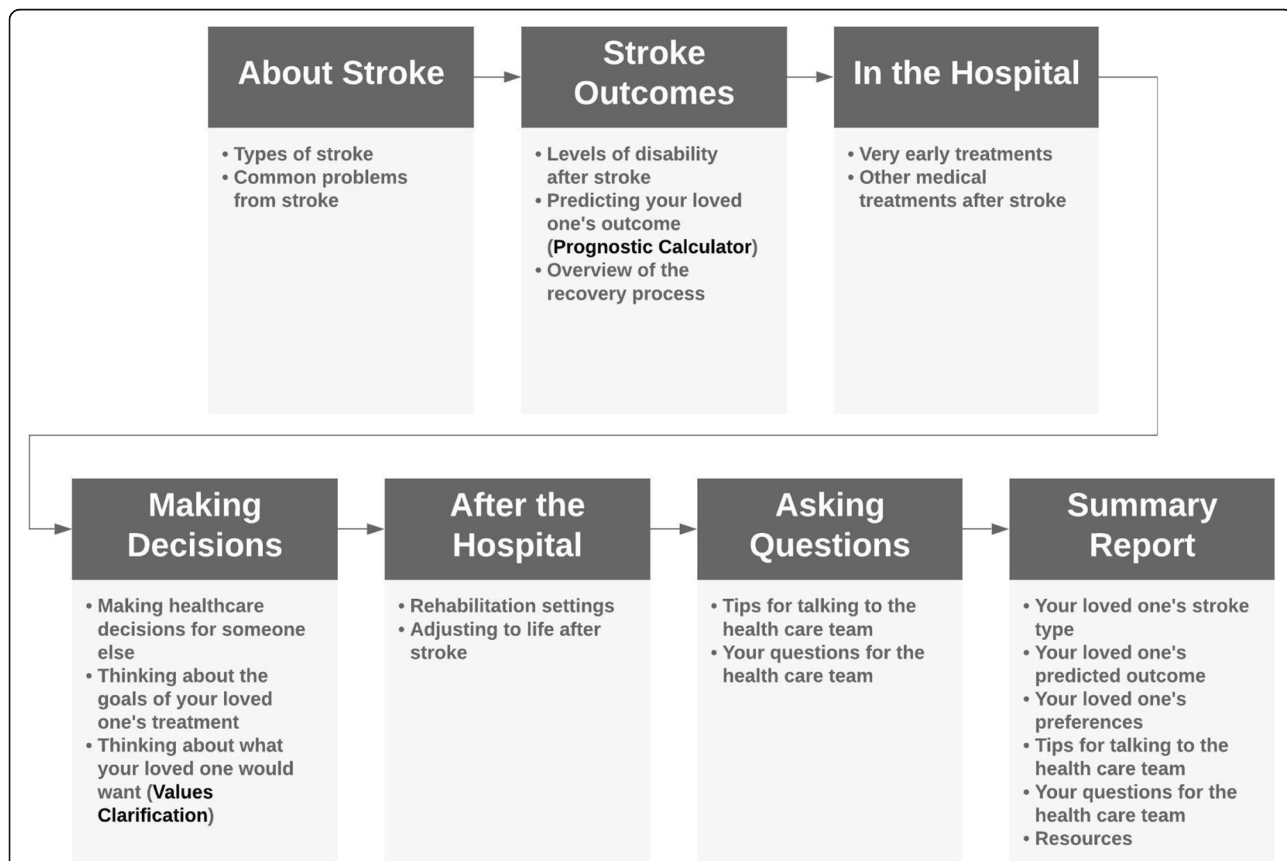 About Stroke
• Types of stroke
• Common problems
from stroke
Stroke
Outcomes
• Levels of disability
after stroke
• Predicting your loved
one's outcome
(Prognostic Calculator)
• Overview of the
recovery process
In the Hospital
• Very early treatments
• Other medical
treatments after stroke
Making
Decisions
• Making healthcare
decisions for someone
else
• Thinking about the
goals of your loved
one's treatment
• Thinking about what
your loved one would
want (Values
Clarification)
After the
Hospital
• Rehabilitation settings
• Adjusting to life after
stroke
Asking
Questions
• Tips for talking to the
health care team
• Your questions for the
health care team
Summary
Report
• Your loved one's stroke
type
• Your loved one's
predicted outcome
• Your loved one's
preferences
• Tips for talking to the
health care team
• Your questions for the
health care team
• Resources